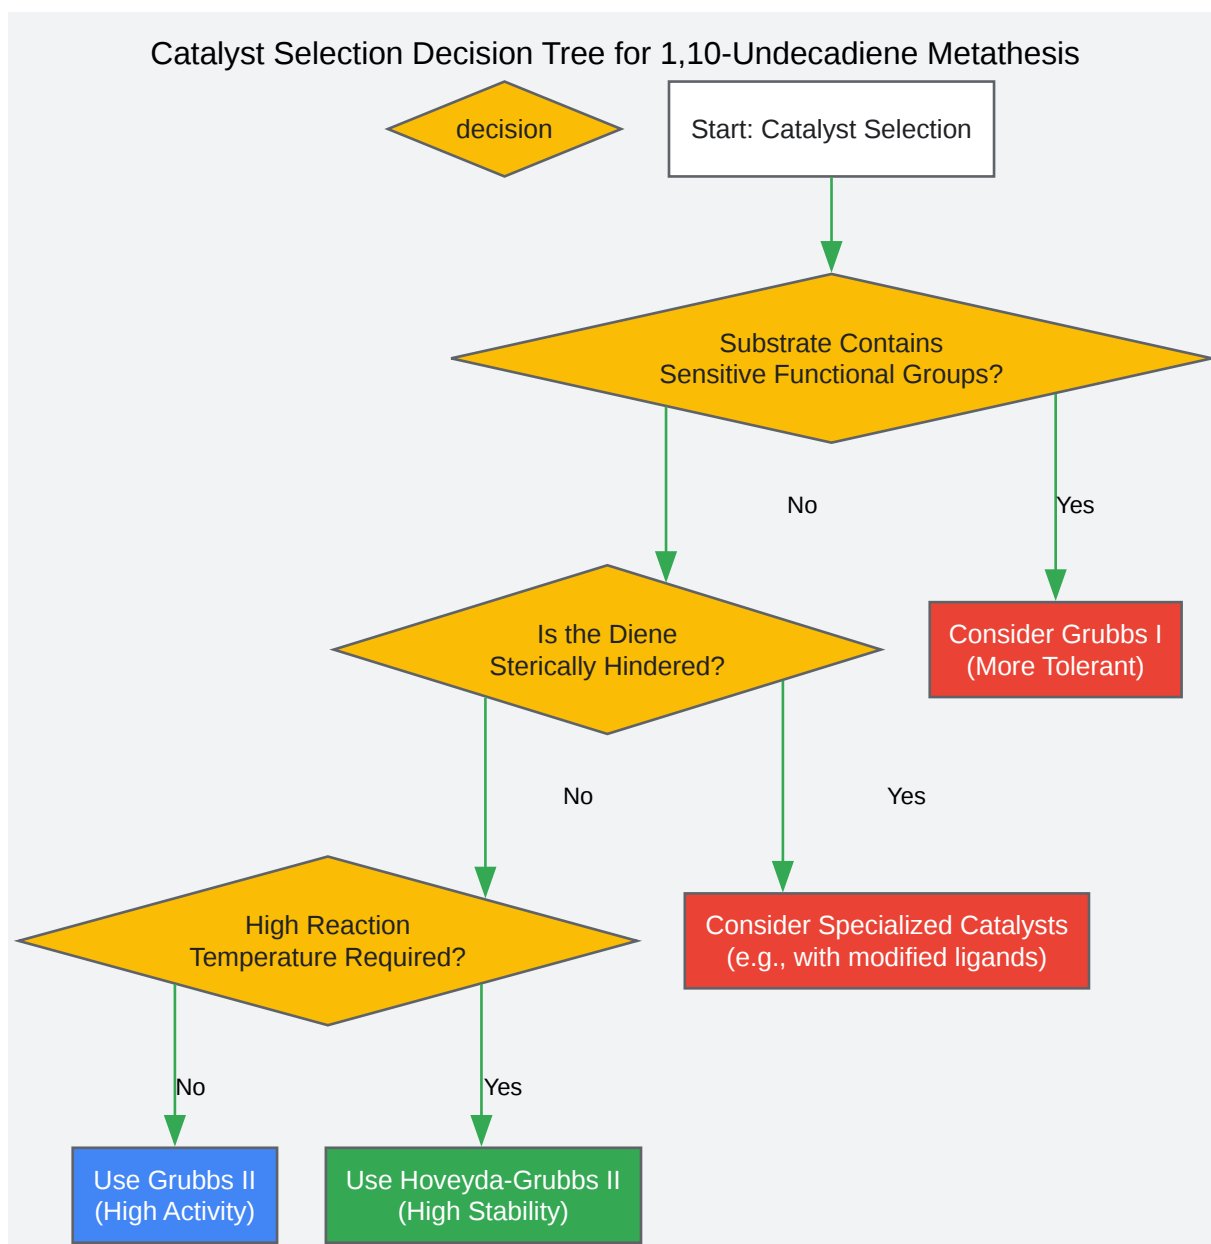 Catalyst Selection Decision Tree for 1,10-Undecadiene Metathesis
decision
Start: Catalyst Selection
Substrate Contains
Sensitive Functional Groups?
No
Yes
Is the Diene
Sterically Hindered?
Consider Grubbs I
(More Tolerant)
No
Yes
High Reaction
Temperature Required?
Consider Specialized Catalysts
(e.g., with modified ligands)
No
Yes
Use Grubbs II
(High Activity)
Use Hoveyda-Grubbs II
(High Stability)